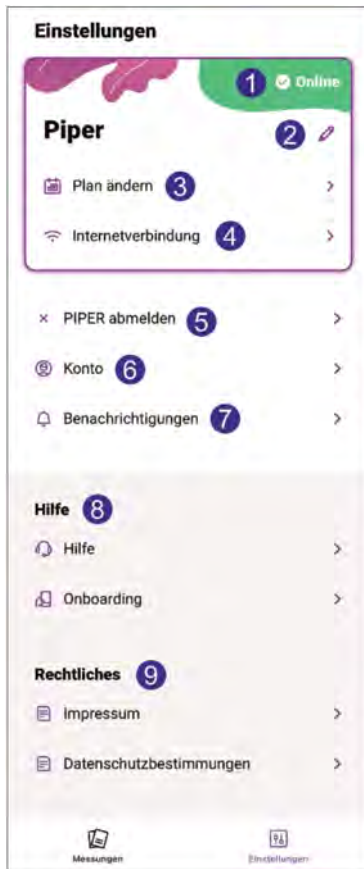 Einstellungen
1 Online
Piper 2
Plan ändern 3
Internetverbindung 4
PIPER abmelden 5
Konto 6
Benachrichtigungen 7
Hilfe 8
Hilfe
Onboarding
Rechtliches 9
Impressum
Datenschutzbestimmungen
Messungen Einstellungen